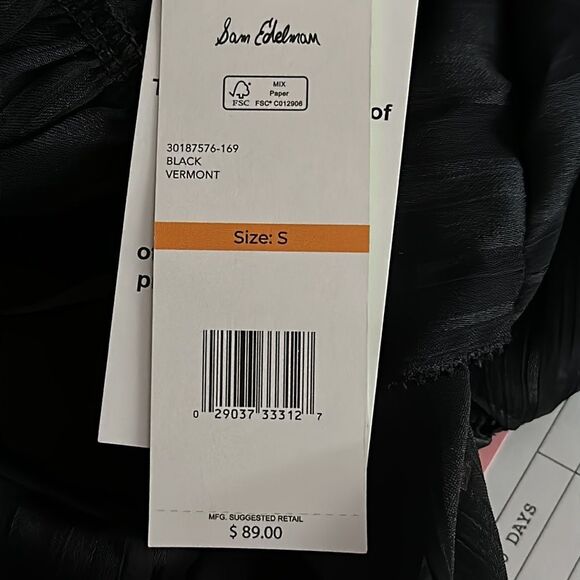 Sam Edelman
FSC
MIX
Paper
FSC® C012906
of
30187576-169
BLACK
VERMONT
Size: S
0 29037 33312 7
MFG. SUGGESTED RETAIL
$ 89.00
DAYS